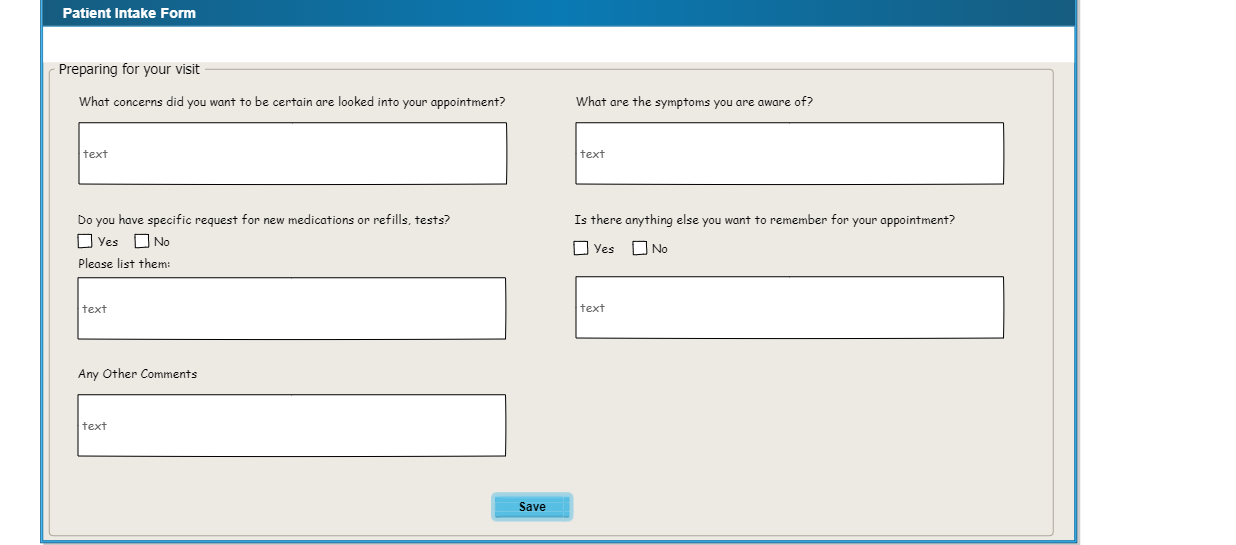 Patient Intake Form
Preparing for your visit
What concerns did you want to be certain are looked into your appointment?
text
What are the symptoms you are aware of?
text
Do you have specific request for new medications or refills, tests?
Yes No
Please list them:
text
Is there anything else you want to remember for your appointment?
Yes No
text
Any Other Comments
text
Save